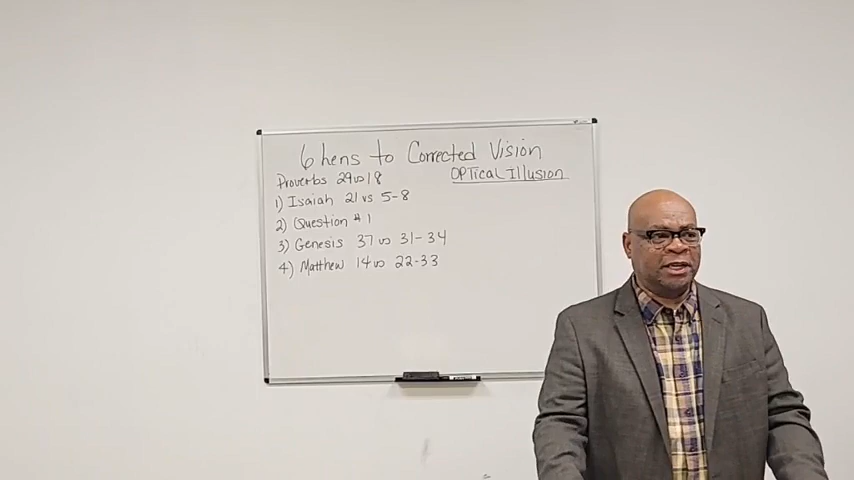 6 Lens to Corrected Vision
Optical Illusion
Proverbs 29 vs 18
1) Isaiah 21 vs 5-8
2) Question # 1
3) Genesis 37 vs 31-34
4) Matthew 14 vs 22-33